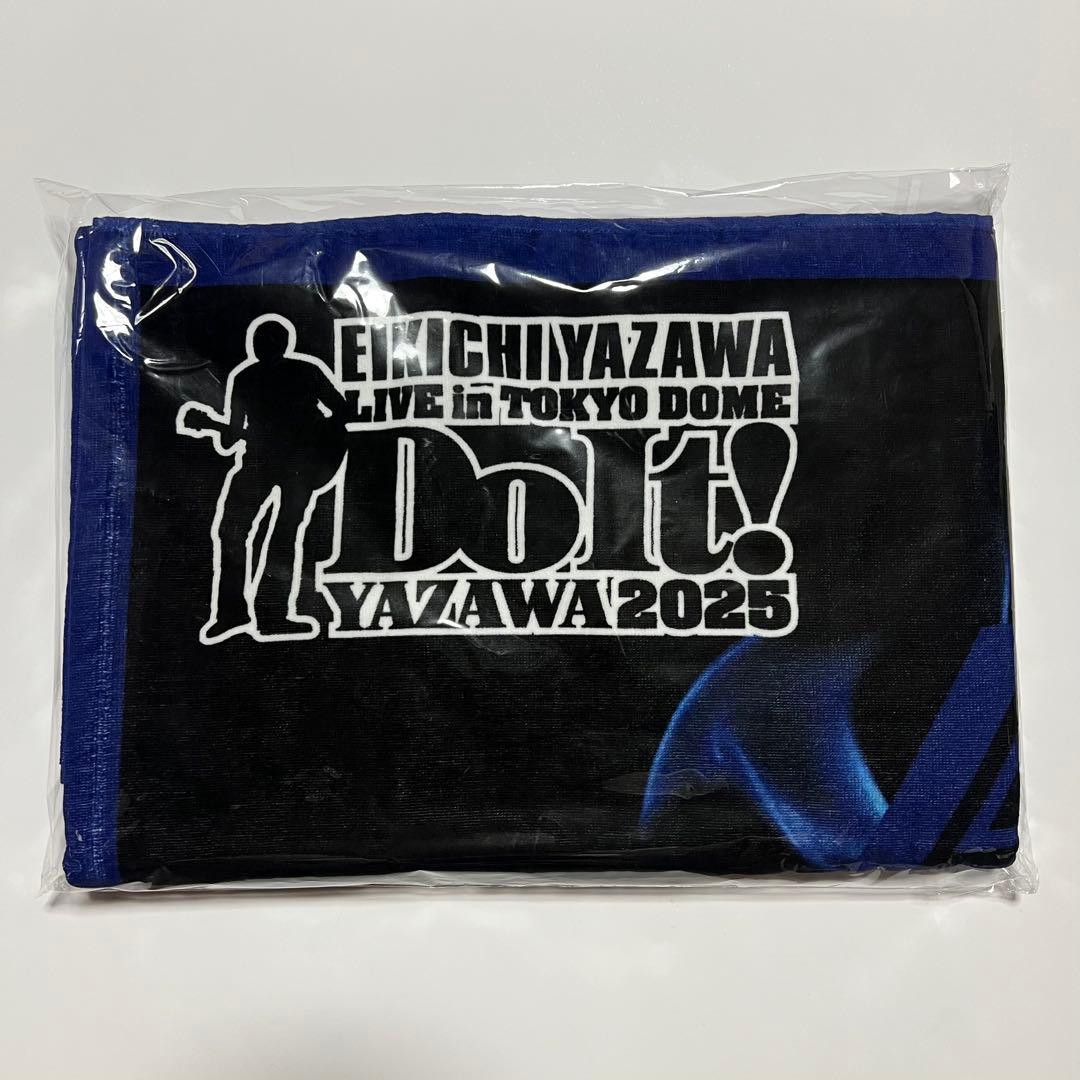 EIKICHI YAZAWA
LIVE in TOKYO DOME
Do It!
YAZAWA 2025